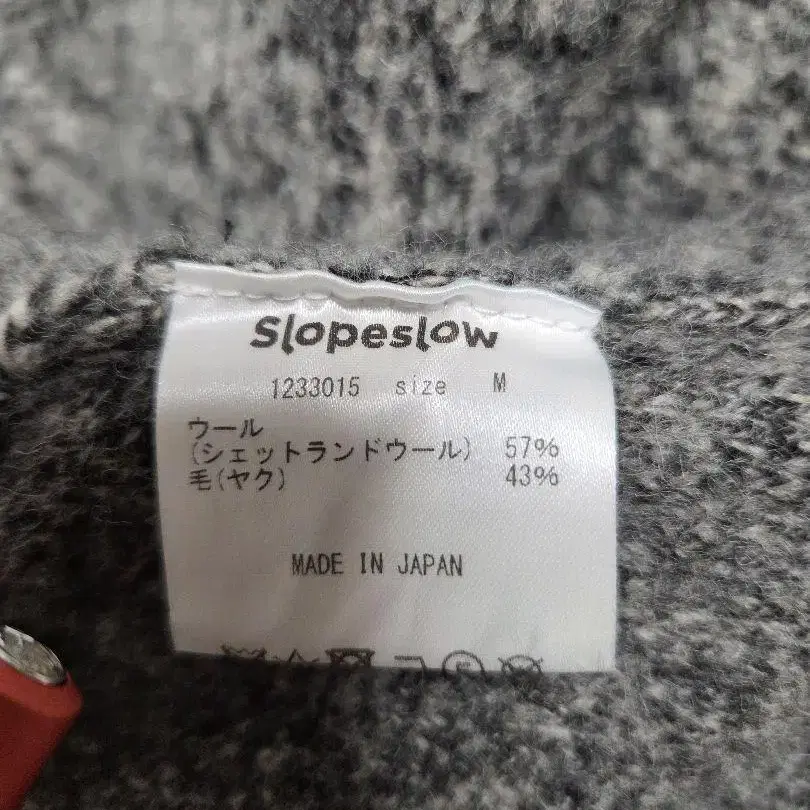 Slopeslow
1233015 size M
ウール
(シェットランドウール) 57%
毛(ヤク) 43%
MADE IN JAPAN